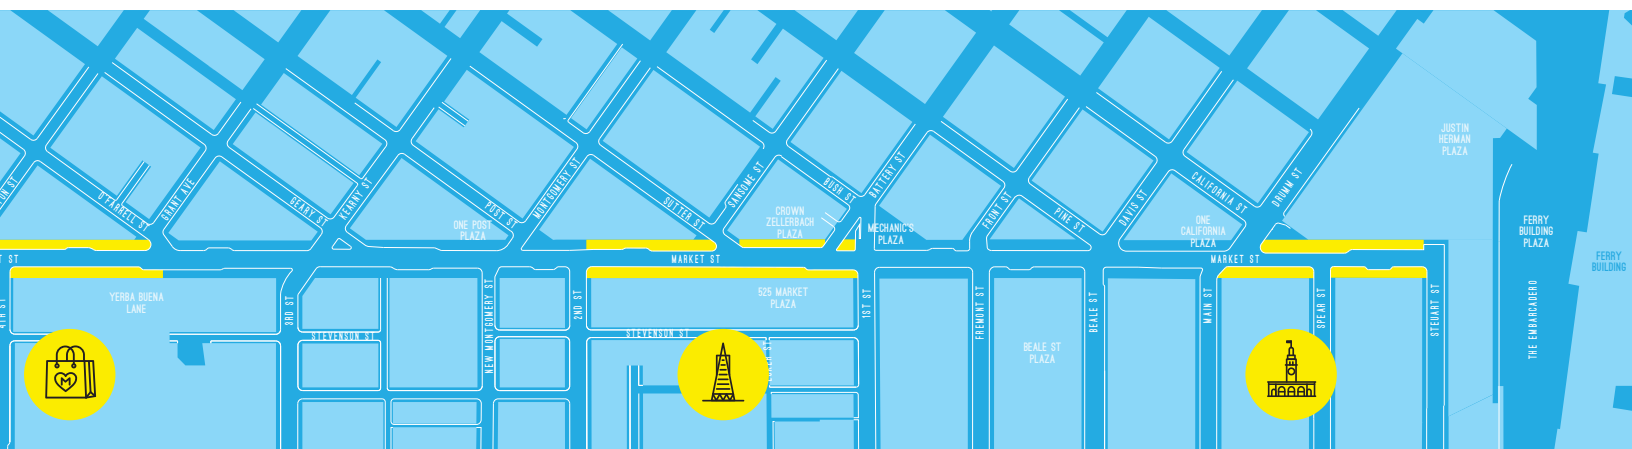 JUSTIN
HERMAN
PLAZA
O'FARRELL ST
GRANT AVE
GEARY ST
KEARNY ST
POST ST
MONTGOMERY ST
SUTTER ST
SANSOME ST
BUSH ST
BATTERY ST
FRONT ST
PINE ST
DAVIS ST
CALIFORNIA ST
DRUMM ST
ONE POST
PLAZA
CROWN
ZELLERBACH
PLAZA
MECHANIC'S
PLAZA
ONE
CALIFORNIA
PLAZA
FERRY
BUILDING
PLAZA
FERRY
BUILDING
T ST
MARKET ST
MARKET ST
YERBA BUENA
LANE
525 MARKET
PLAZA
4TH ST
3RD ST
NEW MONTGOMERY ST
2ND ST
1ST ST
FREMONT ST
BEALE ST
MAIN ST
SPEAR ST
STEUART ST
THE EMBARCADERO
STEVENSON ST
STEVENSON ST
BEALE ST
PLAZA
M